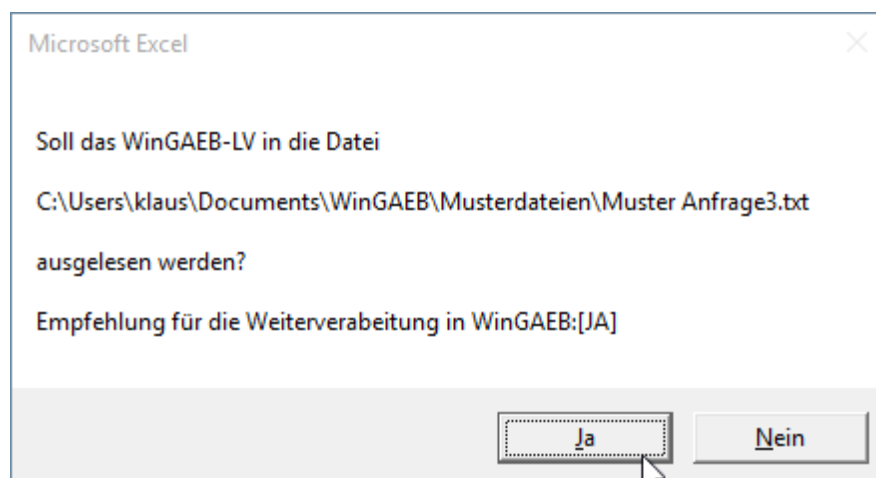 Microsoft Excel
Soll das WinGAEB-LV in die Datei
C:\Users\klaus\Documents\WinGAEB\Musterdateien\Muster Anfrage3.txt
ausgelesen werden?
Empfehlung für die Weiterverabeitung in WinGAEB:[JA]
Ja
Nein